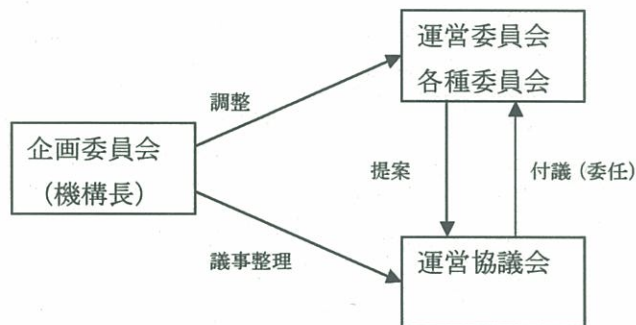 運営委員会
各種委員会
調整
企画委員会
(機構長)
提案
付議(委任)
議事整理
運営協議会